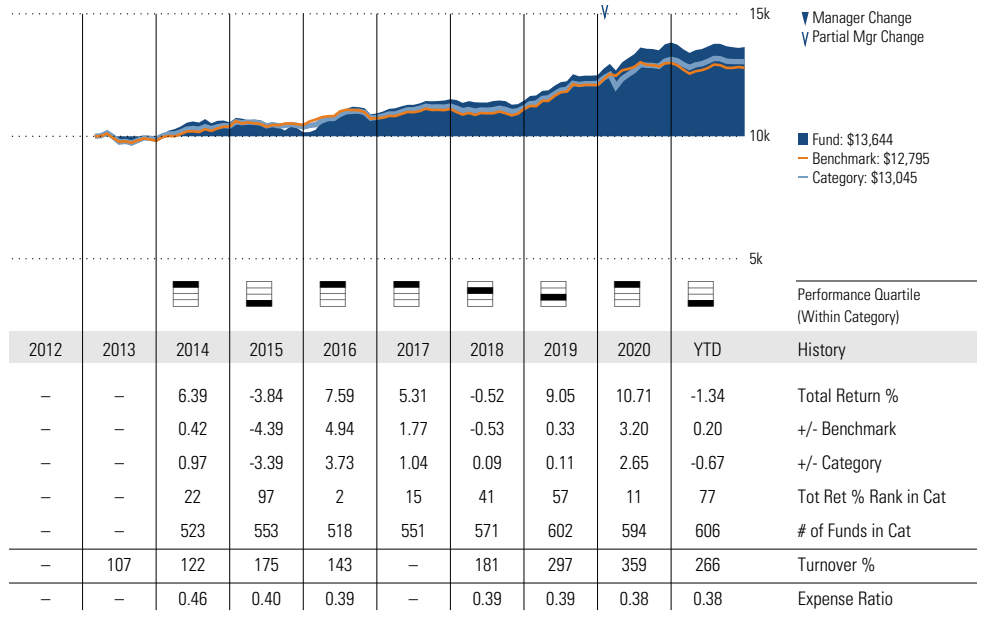 15k
Manager Change
Partial Mgr Change
10k
Fund: $13,644
Benchmark: $12,795
Category: $13,045
5k
Performance Quartile
(Within Category)
2012 2013 2014 2015 2016 2017 2018 2019 2020 YTD History
– – 6.39 -3.84 7.59 5.31 -0.52 9.05 10.71 -1.34 Total Return %
– – 0.42 -4.39 4.94 1.77 -0.53 0.33 3.20 0.20 +/- Benchmark
– – 0.97 -3.39 3.73 1.04 0.09 0.11 2.65 -0.67 +/- Category
– – 22 97 2 15 41 57 11 77 Tot Ret % Rank in Cat
– – 523 553 518 551 571 602 594 606 # of Funds in Cat
– 107 122 175 143 – 181 297 359 266 Turnover %
– – 0.46 0.40 0.39 – 0.39 0.39 0.38 0.38 Expense Ratio